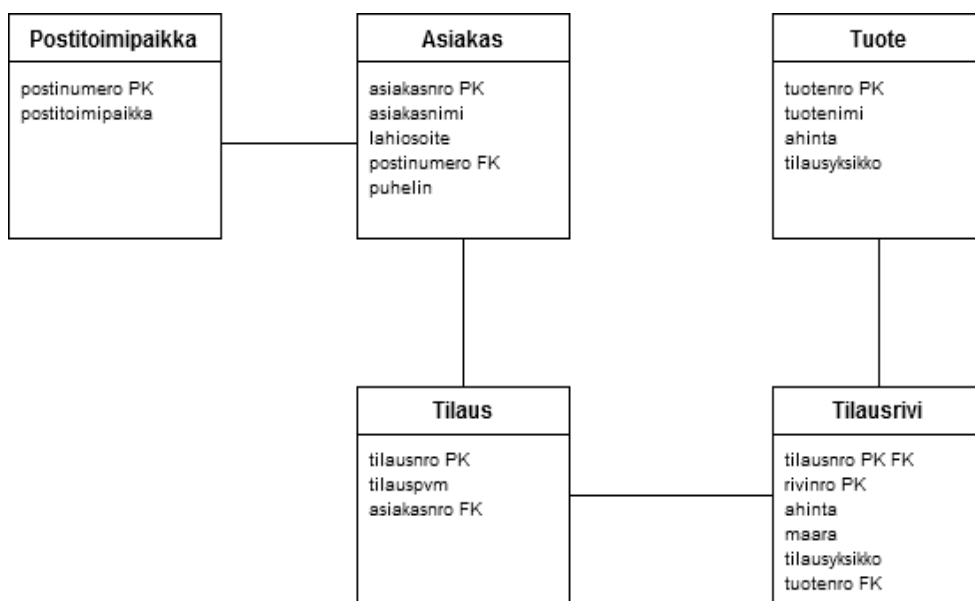 Postitoimipaikka
postinumero PK
postitoimipaikka
Asiakas
asiakasnro PK
asiakasnimi
lahiosoite
postinumero FK
puhelin
Tuote
tuotenro PK
tuotenimi
ahinta
tilausyksikko
Tilaus
tilausnro PK
tilauspvm
asiakasnro FK
Tilausrivi
tilausnro PK FK
rivinro PK
ahinta
maara
tilausyksikko
tuotenro FK